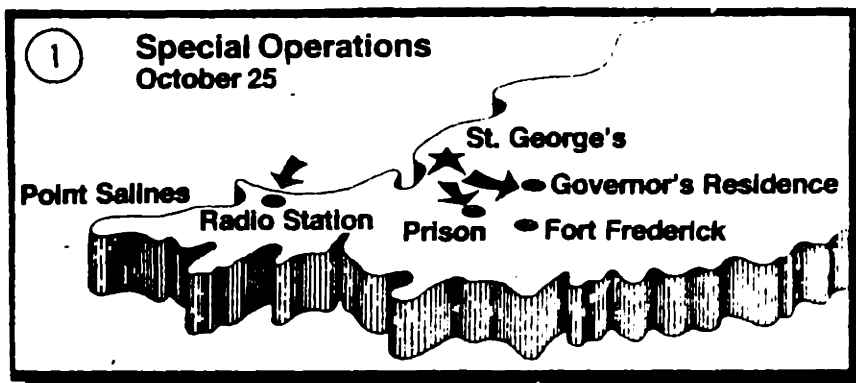 1
Special Operations
October 25
St. George's
Point Salines
Governor's Residence
Radio Station
Prison
Fort Frederick